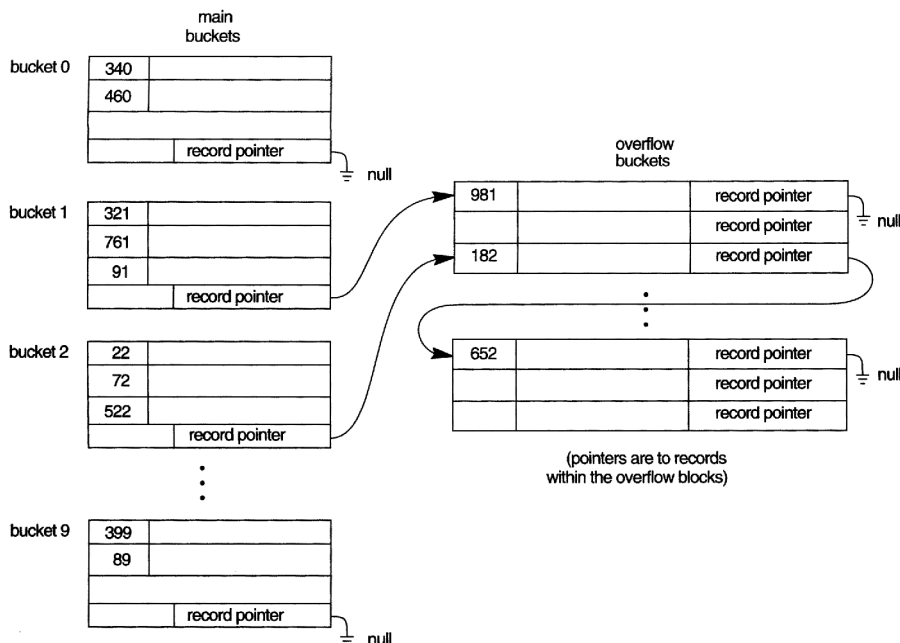 main
buckets
bucket 0
340
460
record pointer
null
bucket 1
321
761
91
record pointer
bucket 2
22
72
522
record pointer
bucket 9
399
89
record pointer
null
overflow
buckets
981 record pointer
null
record pointer
182 record pointer
652 record pointer
null
record pointer
record pointer
(pointers are to records
within the overflow blocks)